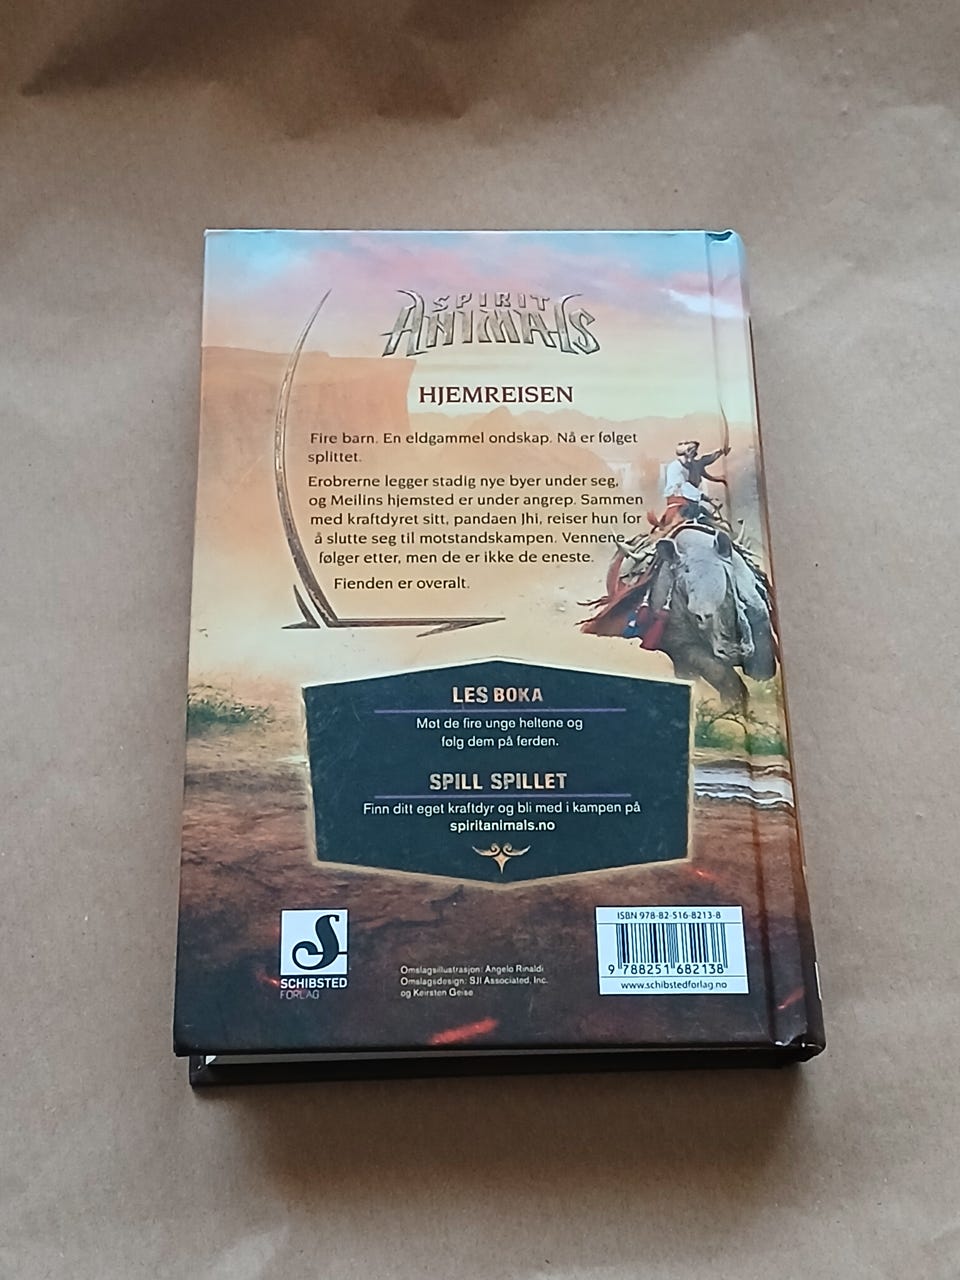 SPIRIT
ANIMALS
HJEMREISEN
Fire barn. En eldgammel ondskap. Nå er følget
splittet.
Erobrerne legger stadig nye byer under seg,
og Meilins hjemsted er under angrep. Sammen
med kraftdyret sitt, pandaen Jhi, reiser hun for
å slutte seg til motstandskampen. Vennene
følger etter, men de er ikke de eneste.
Fienden er overalt.
LES BOKA
Møt de fire unge heltene og
følg dem på ferden.
SPILL SPILLET
Finn ditt eget kraftdyr og bli med i kampen på
spiritanimals.no
S
SCHIBSTED
FORLAG
Omslagsillustrasjon: Angelo Rinaldi
Omslagsdesign: SJI Associated, Inc.
og Keirsten Geise
ISBN 978-82-516-8213-8
9 788251 682138
www.schibstedforlag.no